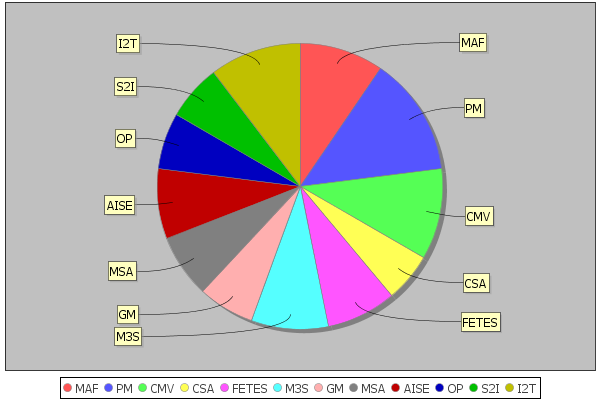 I2T
MAF
S2I
PM
OP
AISE
CMV
MSA
CSA
GM
FETES
M3S
MAF PM CMV CSA FETES M3S GM MSA AISE OP S2I I2T